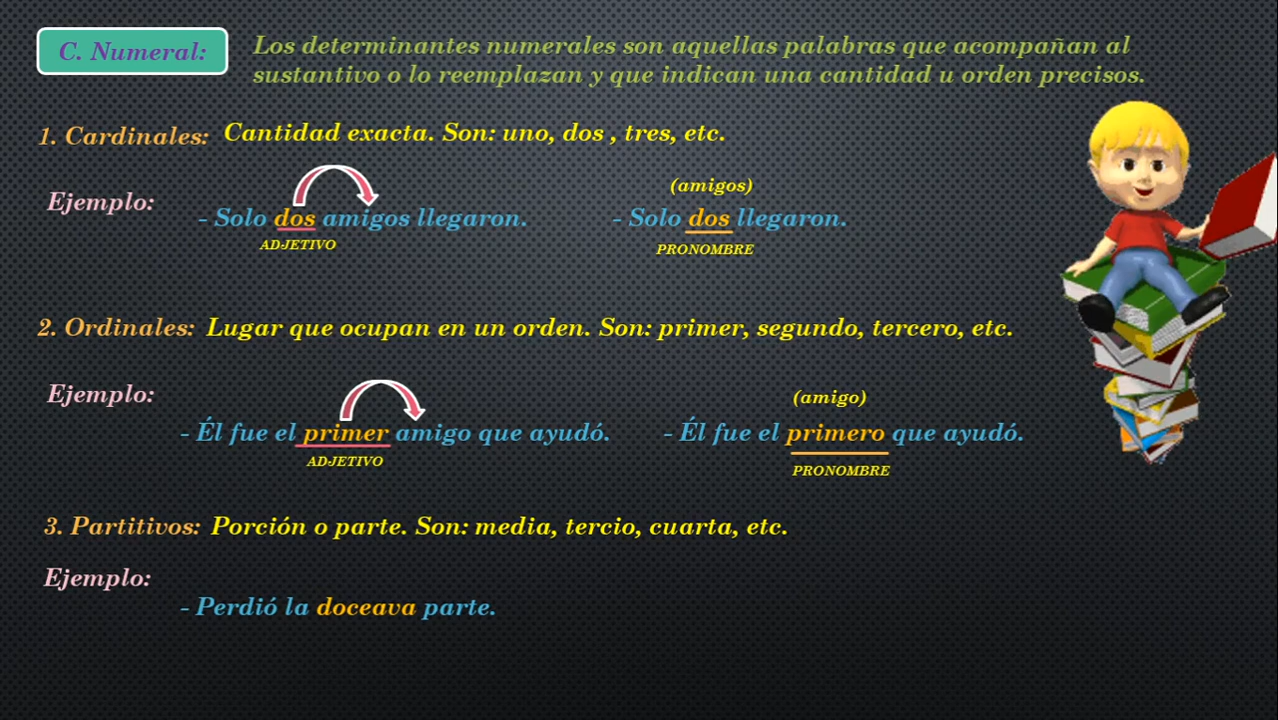 C. Numeral:
Los determinantes numerales son aquellas palabras que acompañan al
sustantivo o lo reemplazan y que indican una cantidad u orden precisos.
1. Cardinales: Cantidad exacta. Son: uno, dos , tres, etc.
Ejemplo:
- Solo dos amigos llegaron.
ADJETIVO
(amigos)
- Solo dos llegaron.
PRONOMBRE
2. Ordinales: Lugar que ocupan en un orden. Son: primer, segundo, tercero, etc.
Ejemplo:
- Él fue el primer amigo que ayudó.
ADJETIVO
(amigo)
- Él fue el primero que ayudó.
PRONOMBRE
3. Partitivos: Porción o parte. Son: media, tercio, cuarta, etc.
Ejemplo:
- Perdió la doceava parte.